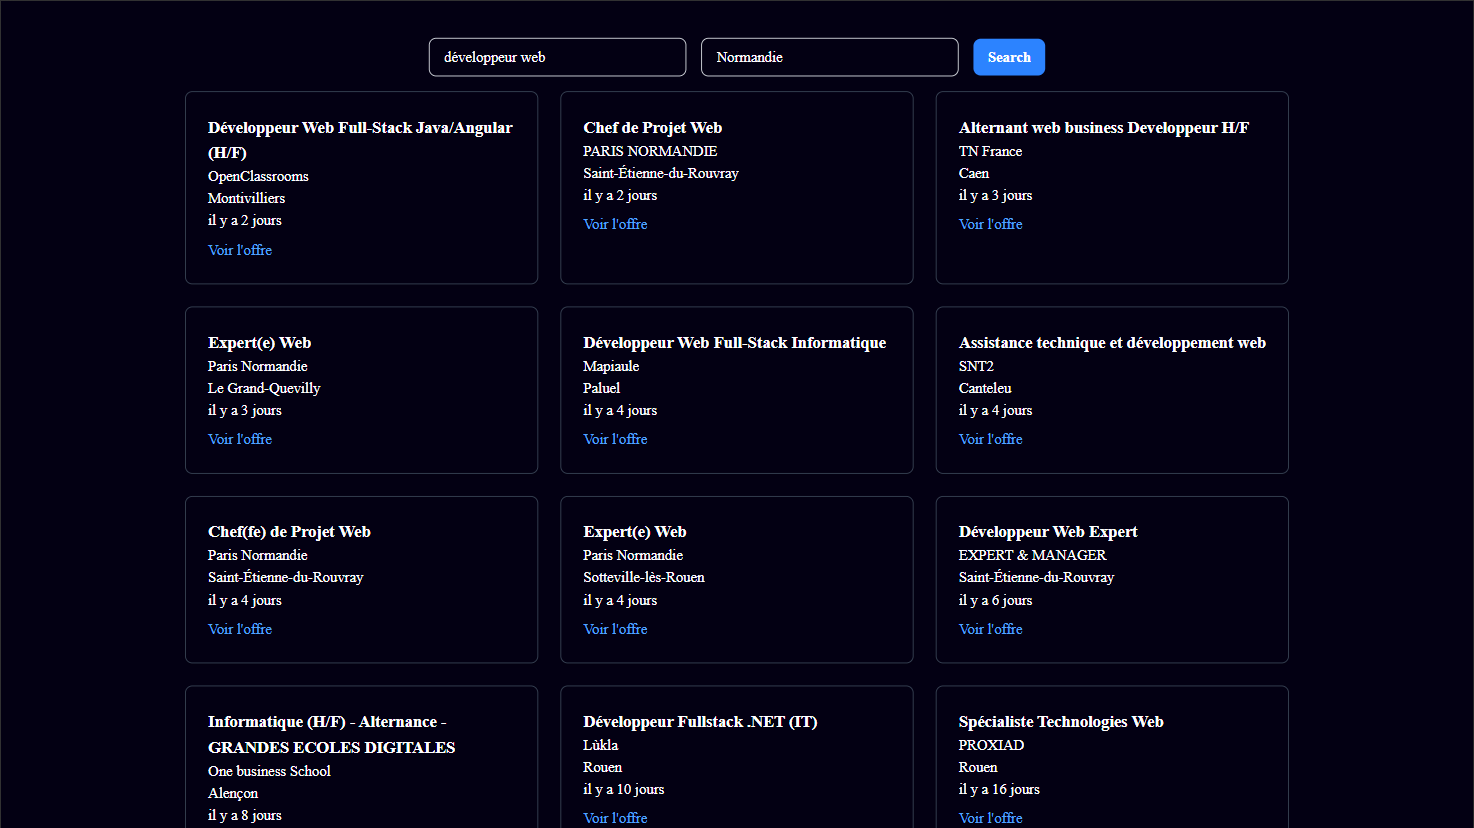 développeur web
Normandie
Search
Développeur Web Full-Stack Java/Angular
(H/F)
OpenClassrooms
Montivilliers
il y a 2 jours
Voir l'offre
Chef de Projet Web
PARIS NORMANDIE
Saint-Étienne-du-Rouvray
il y a 2 jours
Voir l'offre
Alternant web business Developpeur H/F
TN France
Caen
il y a 3 jours
Voir l'offre
Expert(e) Web
Paris Normandie
Le Grand-Quevilly
il y a 3 jours
Voir l'offre
Développeur Web Full-Stack Informatique
Mapiaule
Paluel
il y a 4 jours
Voir l'offre
Assistance technique et développement web
SNT2
Canteleu
il y a 4 jours
Voir l'offre
Chef(fe) de Projet Web
Paris Normandie
Saint-Étienne-du-Rouvray
il y a 4 jours
Voir l'offre
Expert(e) Web
Paris Normandie
Sotteville-lès-Rouen
il y a 4 jours
Voir l'offre
Développeur Web Expert
EXPERT & MANAGER
Saint-Étienne-du-Rouvray
il y a 6 jours
Voir l'offre
Informatique (H/F) - Alternance -
GRANDES ECOLES DIGITALES
One business School
Alençon
il y a 8 jours
Développeur Fullstack .NET (IT)
Lùkla
Rouen
il y a 10 jours
Voir l'offre
Spécialiste Technologies Web
PROXIAD
Rouen
il y a 16 jours
Voir l'offre